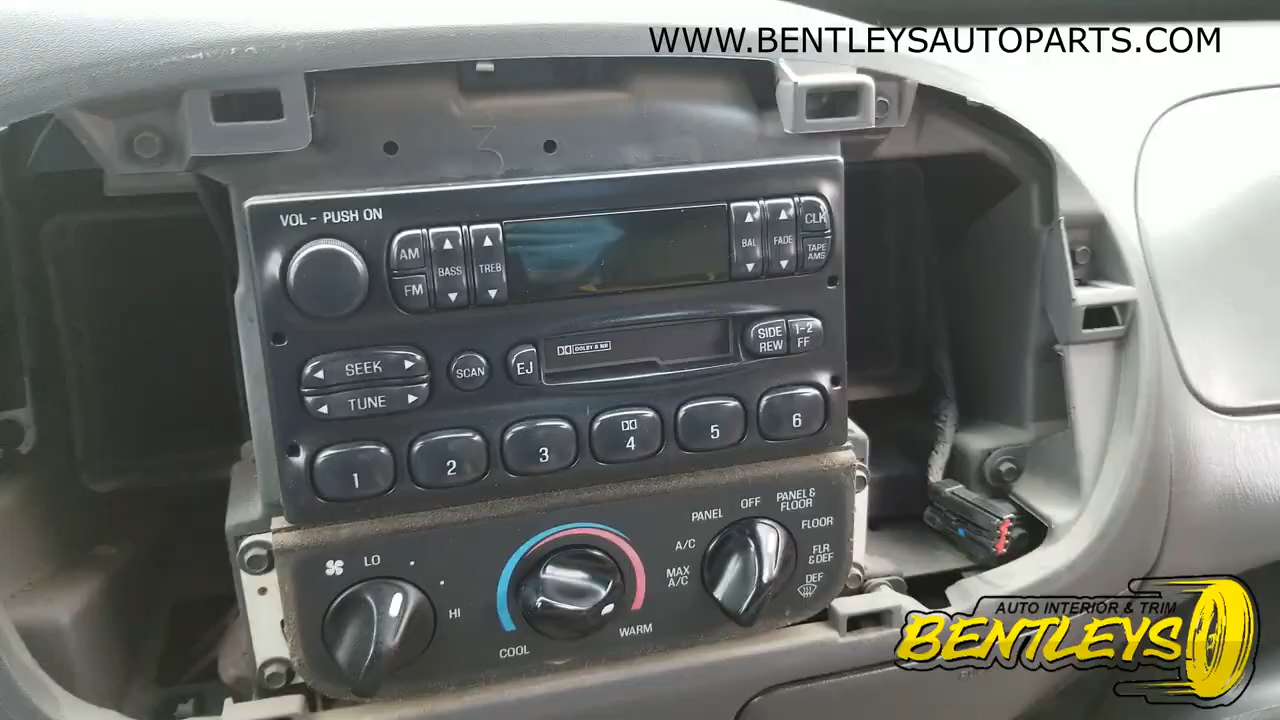 WWW.BENTLEYSAUTOPARTS.COM
3
VOL - PUSH ON
AM
FM
BASS
TREB
BAL
FADE
CLK
TAPE
AMS
SEEK
TUNE
SCAN
EJ
DOLBY B NR
SIDE
REW
1-2
FF
1
2
3
4
5
6
LO
HI
COOL
WARM
MAX
A/C
A/C
PANEL
OFF
PANEL &
FLOOR
FLOOR
FLR
& DEF
DEF
AUTO INTERIOR & TRIM
BENTLEYS